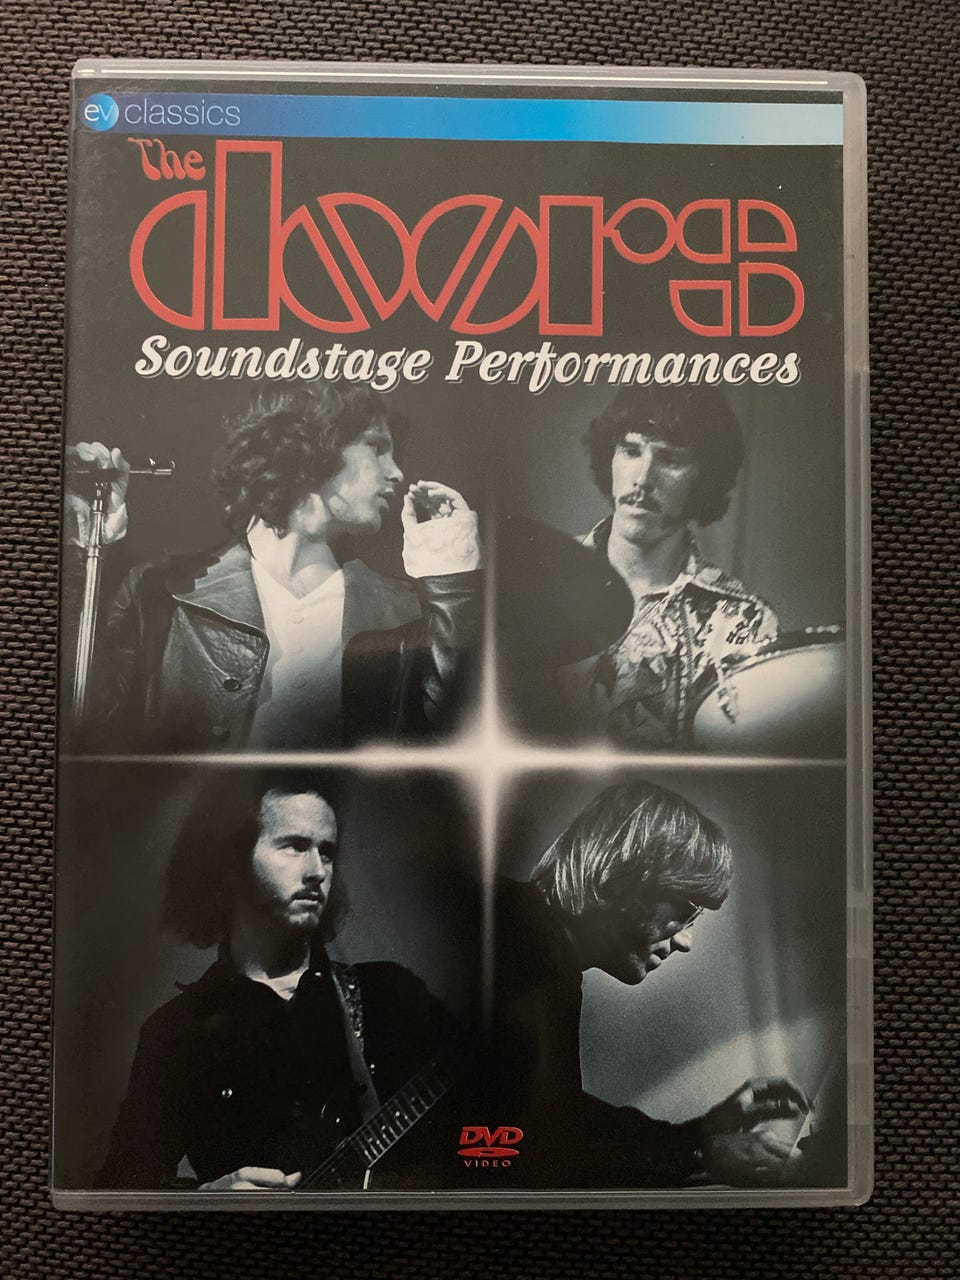 ev classics
The
doors
Soundstage Performances
DVD
VIDEO